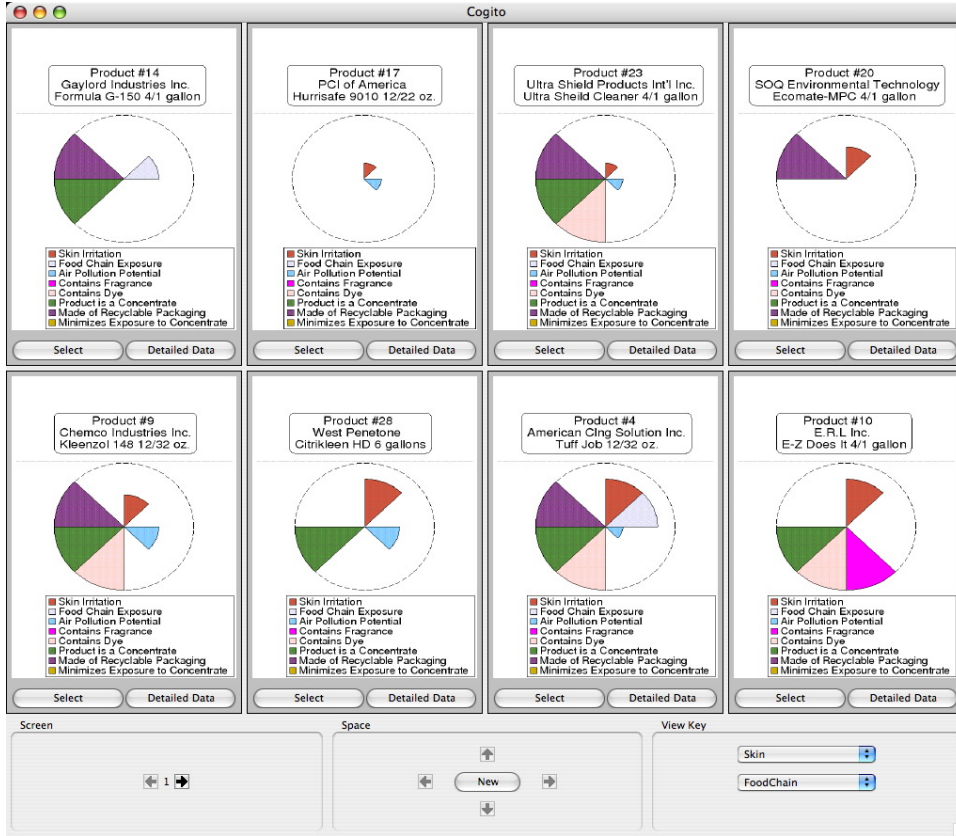 Cogito
Product #14
Gaylord Industries Inc.
Formula G-150 4/1 gallon
Skin Irritation
Food Chain Exposure
Air Pollution Potential
Contains Fragrance
Contains Dye
Product is a Concentrate
Made of Recyclable Packaging
Minimizes Exposure to Concentrate
Select
Detailed Data
Product #17
PCI of America
Hurrisafe 9010 12/22 oz.
Skin Irritation
Food Chain Exposure
Air Pollution Potential
Contains Fragrance
Contains Dye
Product is a Concentrate
Made of Recyclable Packaging
Minimizes Exposure to Concentrate
Select
Detailed Data
Product #23
Ultra Shield Products Int'l Inc.
Ultra Sheild Cleaner 4/1 gallon
Skin Irritation
Food Chain Exposure
Air Pollution Potential
Contains Fragrance
Contains Dye
Product is a Concentrate
Made of Recyclable Packaging
Minimizes Exposure to Concentrate
Select
Detailed Data
Product #20
SOQ Environmental Technology
Ecomate-MPC 4/1 gallon
Skin Irritation
Food Chain Exposure
Air Pollution Potential
Contains Fragrance
Contains Dye
Product is a Concentrate
Made of Recyclable Packaging
Minimizes Exposure to Concentrate
Select
Detailed Data
Product #9
Chemco Industries Inc.
Kleenzol 148 12/32 oz.
Skin Irritation
Food Chain Exposure
Air Pollution Potential
Contains Fragrance
Contains Dye
Product is a Concentrate
Made of Recyclable Packaging
Minimizes Exposure to Concentrate
Select
Detailed Data
Product #28
West Penetone
Citrikleen HD 6 gallons
Skin Irritation
Food Chain Exposure
Air Pollution Potential
Contains Fragrance
Contains Dye
Product is a Concentrate
Made of Recyclable Packaging
Minimizes Exposure to Concentrate
Select
Detailed Data
Product #4
American Clng Solution Inc.
Tuff Job 12/32 oz.
Skin Irritation
Food Chain Exposure
Air Pollution Potential
Contains Fragrance
Contains Dye
Product is a Concentrate
Made of Recyclable Packaging
Minimizes Exposure to Concentrate
Select
Detailed Data
Product #10
E.R.L Inc.
E-Z Does It 4/1 gallon
Skin Irritation
Food Chain Exposure
Air Pollution Potential
Contains Fragrance
Contains Dye
Product is a Concentrate
Made of Recyclable Packaging
Minimizes Exposure to Concentrate
Select
Detailed Data
Screen
1
Space
New
View Key
Skin
FoodChain